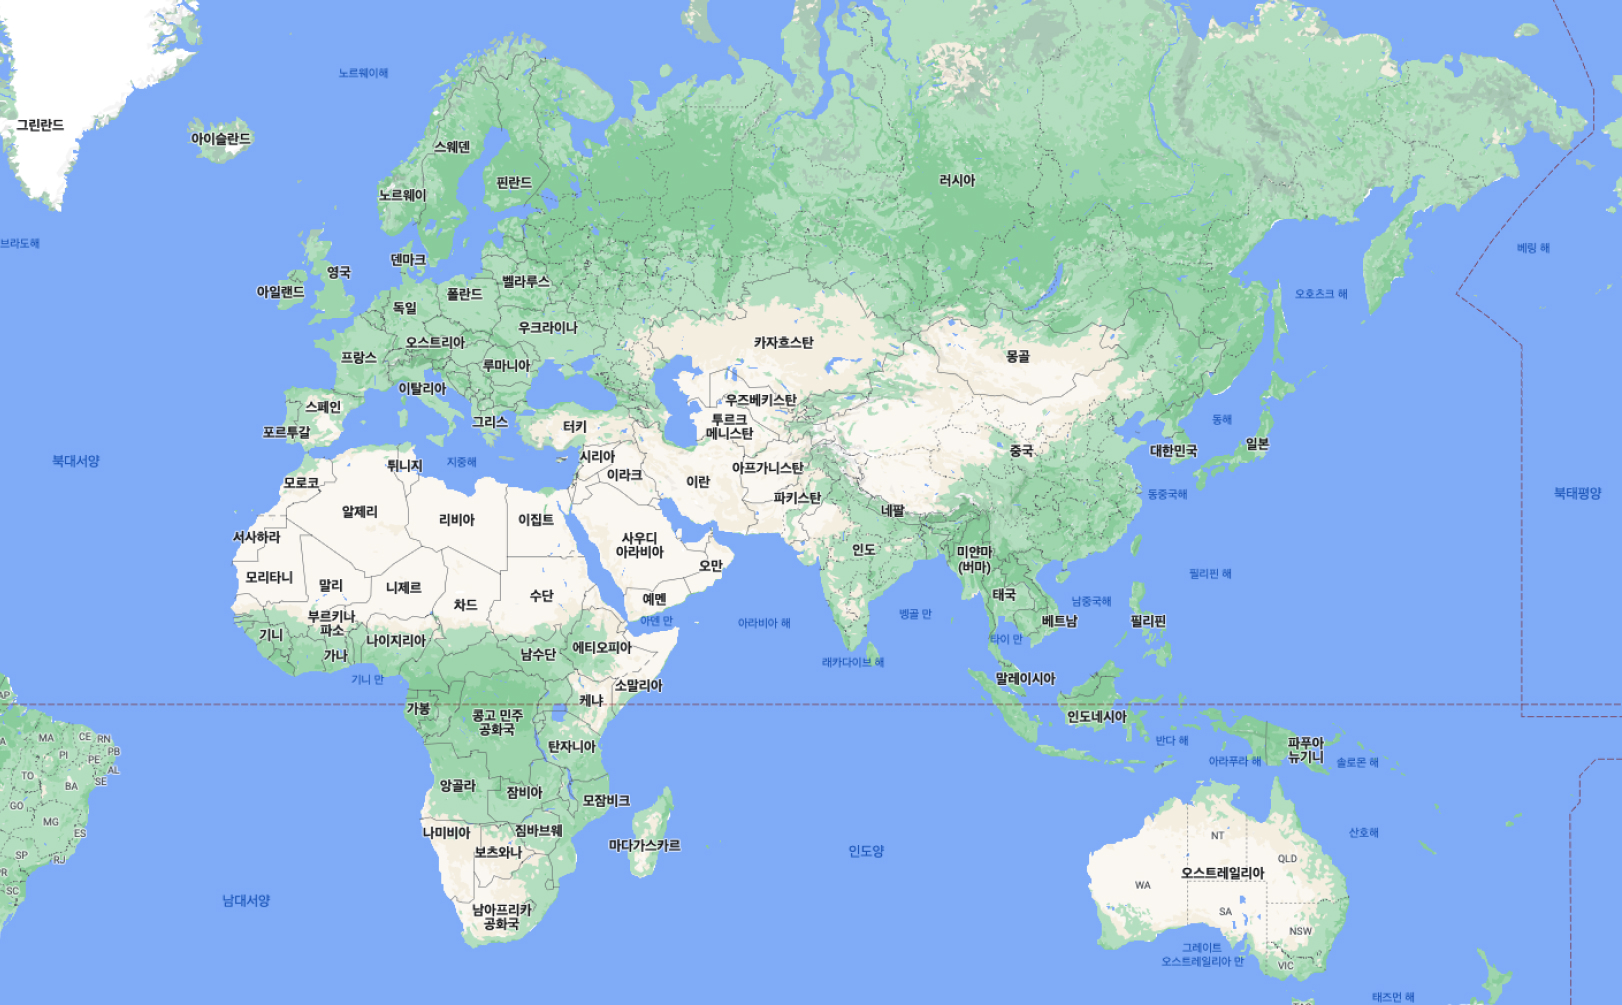 노르웨이해
그린란드
아이슬란드
스웨덴
핀란드
러시아
노르웨이
브라도해
덴마크
베링 해
영국
아일랜드
벨라루스
폴란드
독일
오호츠크 해
우크라이나
오스트리아
카자흐스탄
프랑스
몽골
루마니아
이탈리아
우즈베키스탄
스페인
투르크
메니스탄
그리스
터키
동해
포르투갈
일본
중국
대한민국
시리아
북대서양
지중해
튀니지
아프가니스탄
이라크
이란
모로코
파키스탄
동중국해
북태평양
알제리
네팔
리비아
이집트
서사하라
사우디
아라비아
인도
미얀마
(버마)
오만
필리핀 해
모리타니
말리
니제르
수단
태국
예멘
남중국해
차드
부르키나
파소
벵골 만
아덴 만
아라비아 해
베트남
필리핀
기니
나이지리아
타이 만
에티오피아
가나
남수단
래카다이브 해
기니 만
말레이시아
소말리아
AP
케냐
가봉
콩고 민주
공화국
인도네시아
MA
CE
RN
A
PI
PB
PE
탄자니아
반다 해
파푸아
뉴기니
아라푸라 해
솔로몬 해
AL
TO
SE
BA
앙골라
잠비아
모잠비크
GO
MG
나미비아
짐바브웨
ES
NT
산호해
마다가스카르
보츠와나
인도양
SP
RJ
QLD
PR
오스트레일리아
WA
SC
남대서양
남아프리카
공화국
SA
NSW
그레이트
오스트레일리아 만
VIC
태즈먼 해